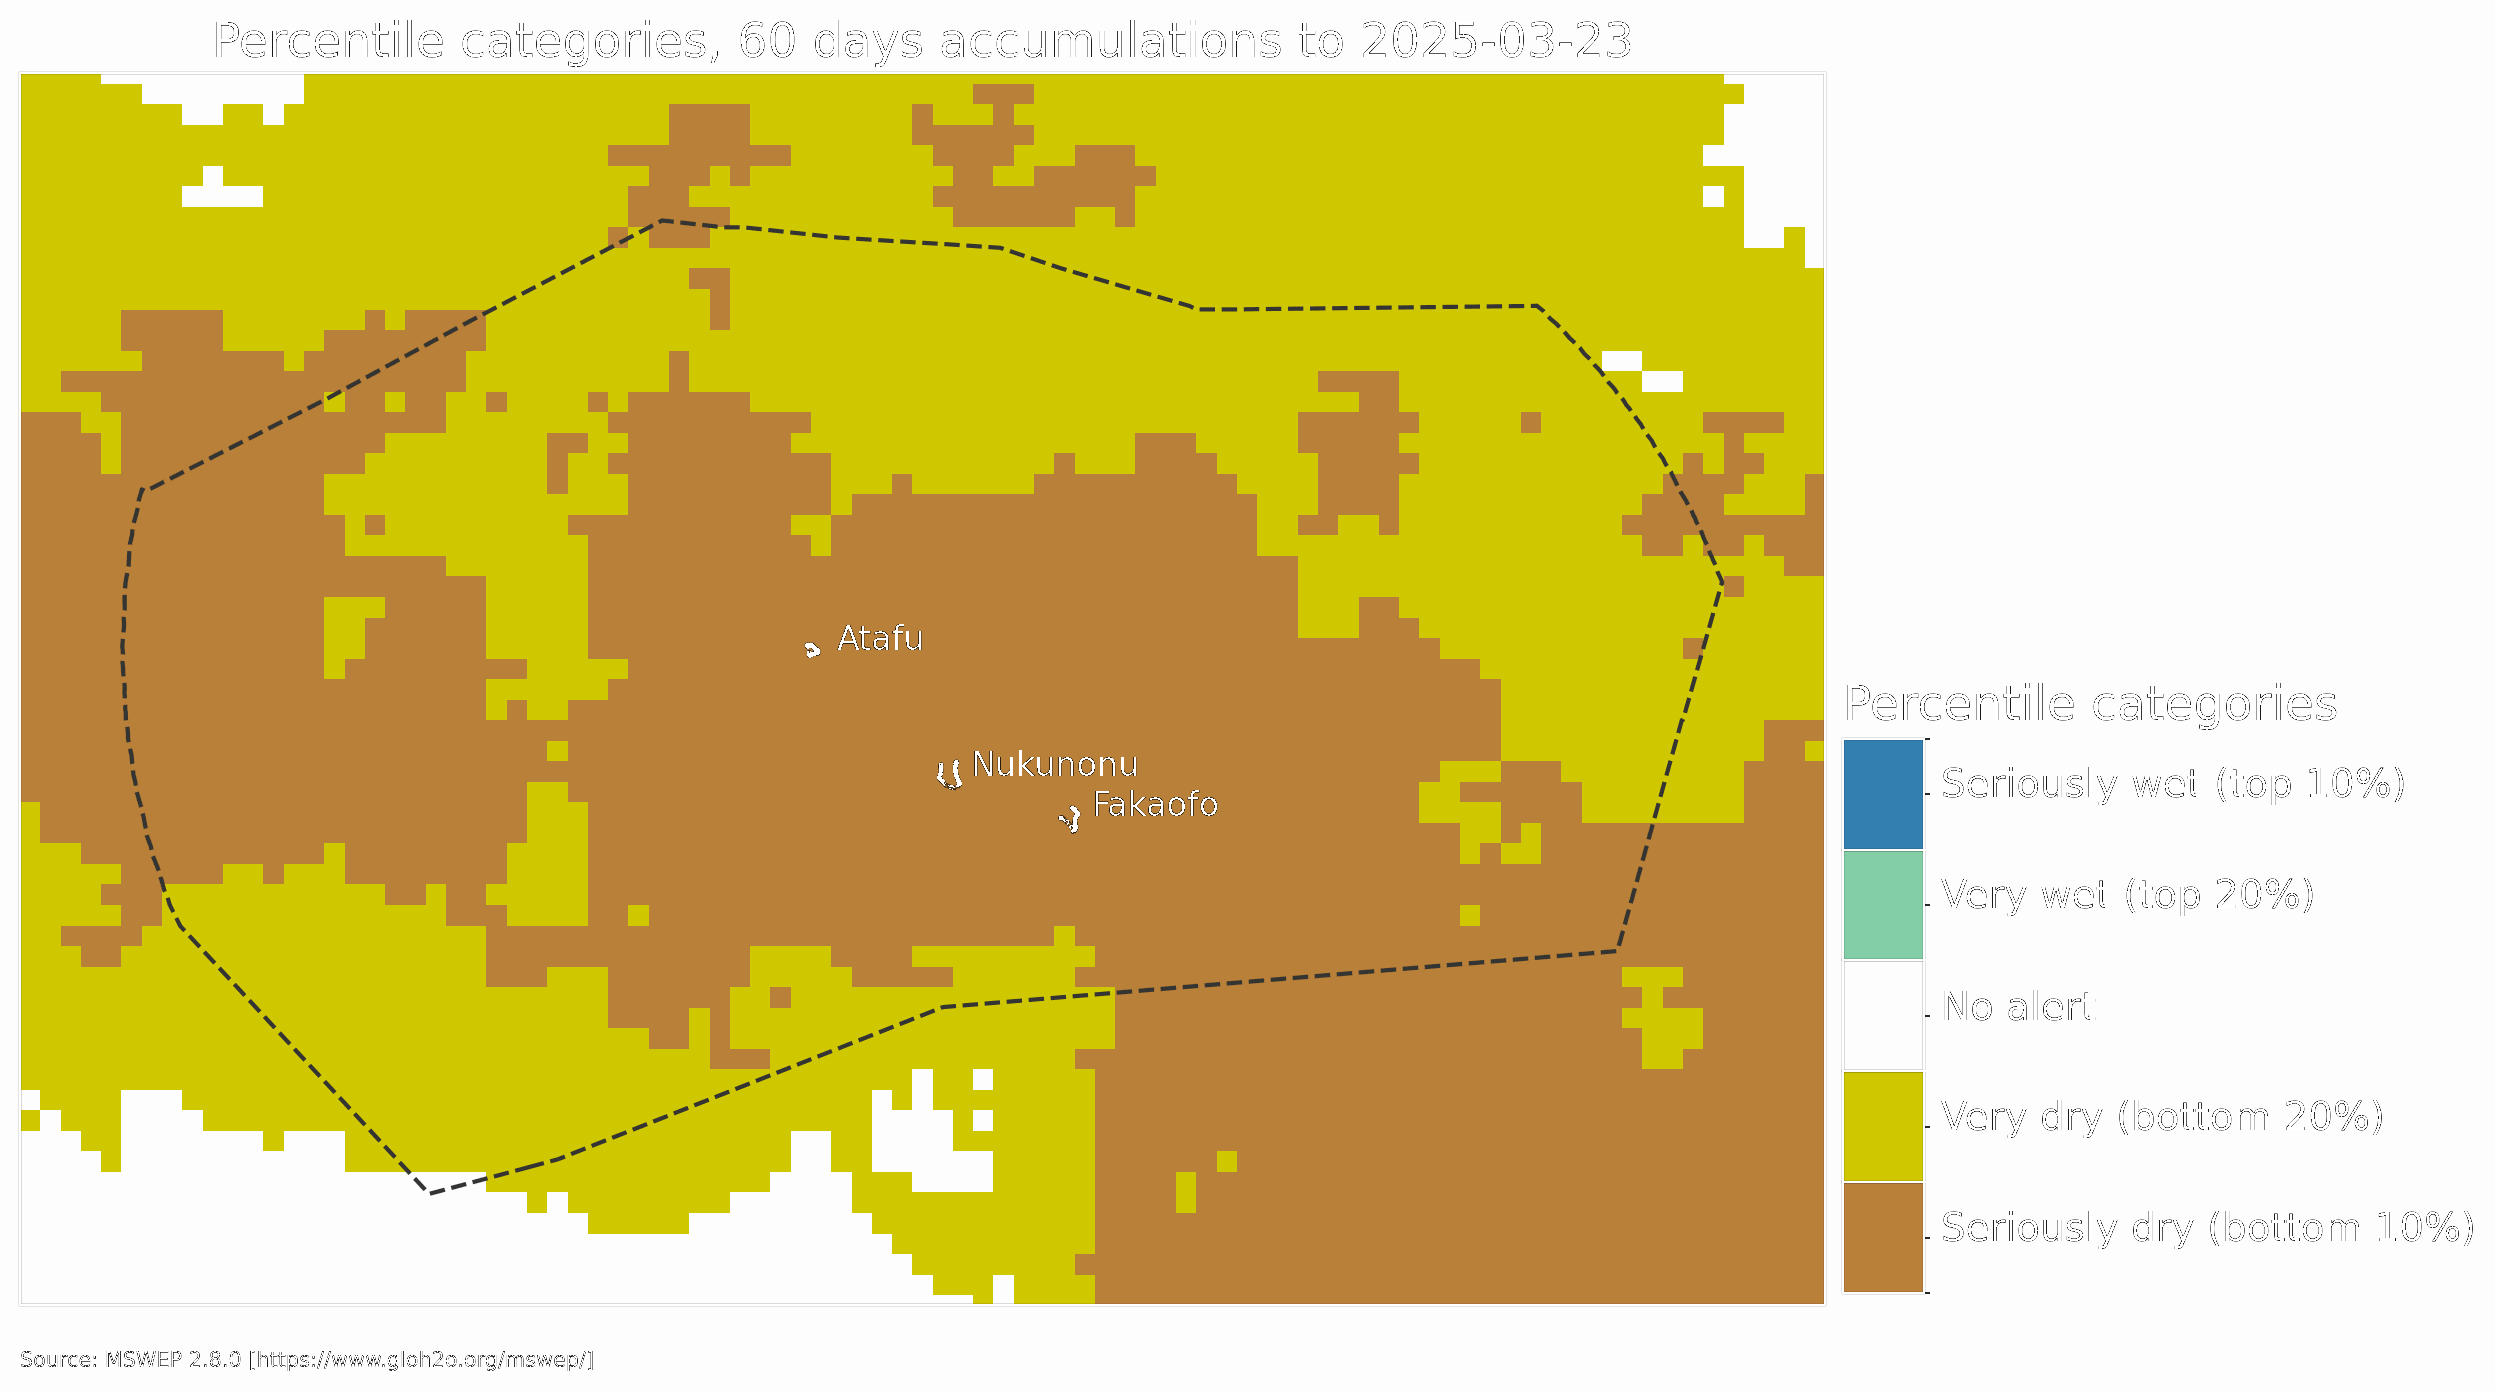 Percentile categories, 60 days accumulations to 2025-03-23
Atafu
Nukunonu
Fakaofo
Percentile categories
Seriously wet (top 10%)
Very wet (top 20%)
No alert
Very dry (bottom 20%)
Seriously dry (bottom 10%)
Source: MSWEP 2.8.0 [https://www.gloh2o.org/mswep/]